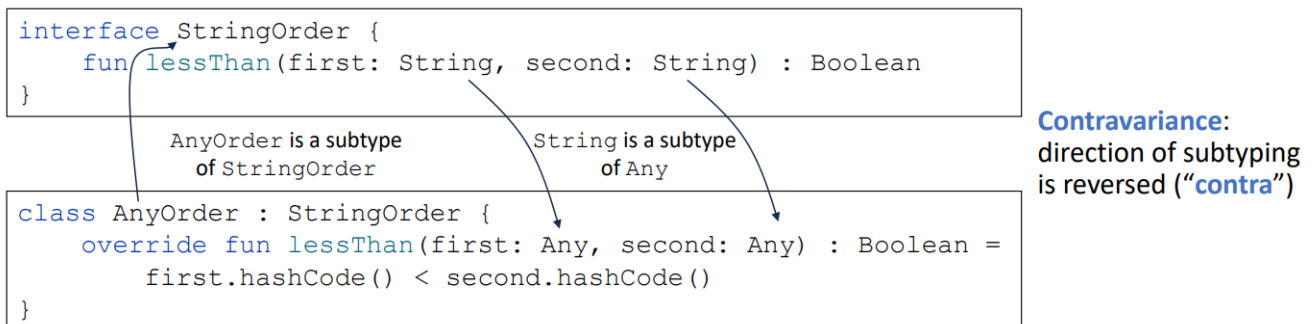 interface StringOrder {
    fun lessThan(first: String, second: String) : Boolean
}
AnyOrder is a subtype
of StringOrder
String is a subtype
of Any
class AnyOrder : StringOrder {
    override fun lessThan(first: Any, second: Any) : Boolean =
        first.hashCode() < second.hashCode()
}
Contravariance:
direction of subtyping
is reversed (“contra”)